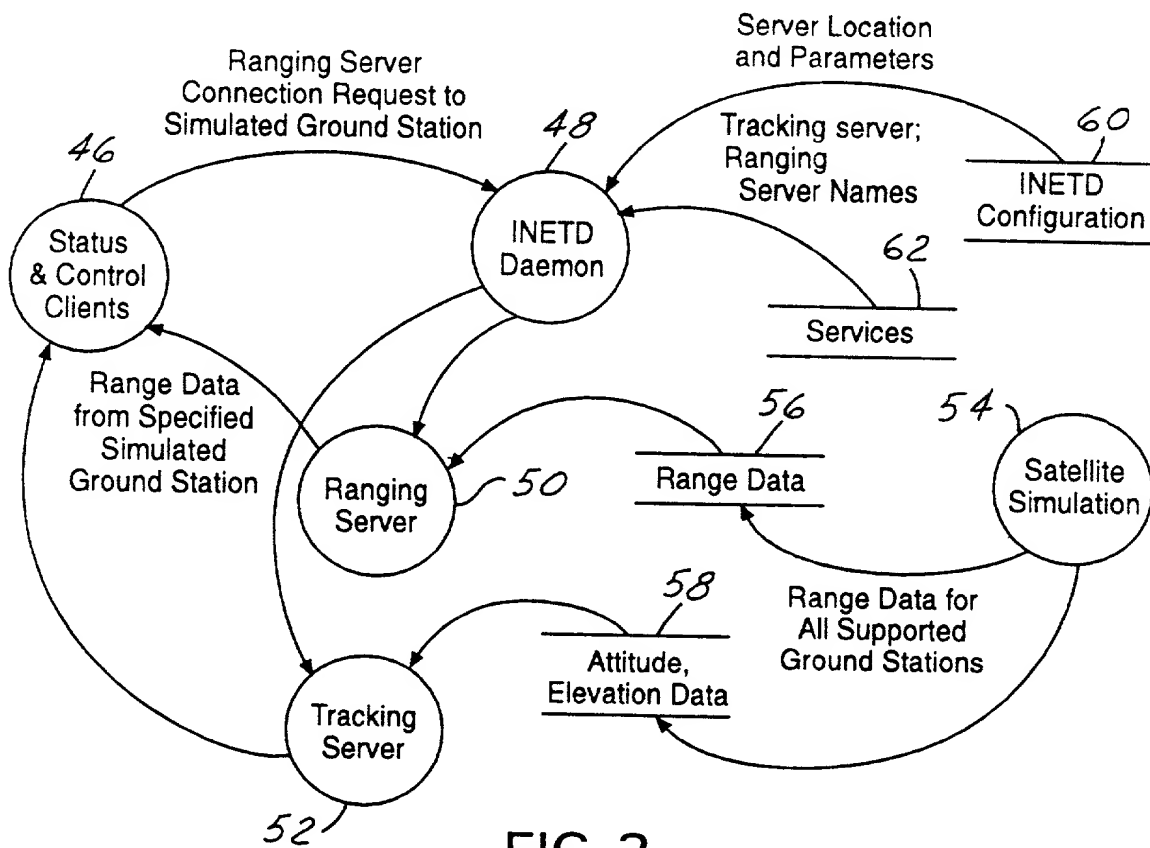 Server Location
and Parameters
Ranging Server
Connection Request to
Simulated Ground Station
46
48
Tracking server;
Ranging
Server Names
60
INETD
Configuration
Status
& Control
Clients
INETD
Daemon
62
Services
Range Data
from Specified
Simulated
Ground Station
56
54
Ranging
Server
50
Range Data
Satellite
Simulation
58
Range Data for
All Supported
Ground Stations
Attitude,
Elevation Data
Tracking
Server
52